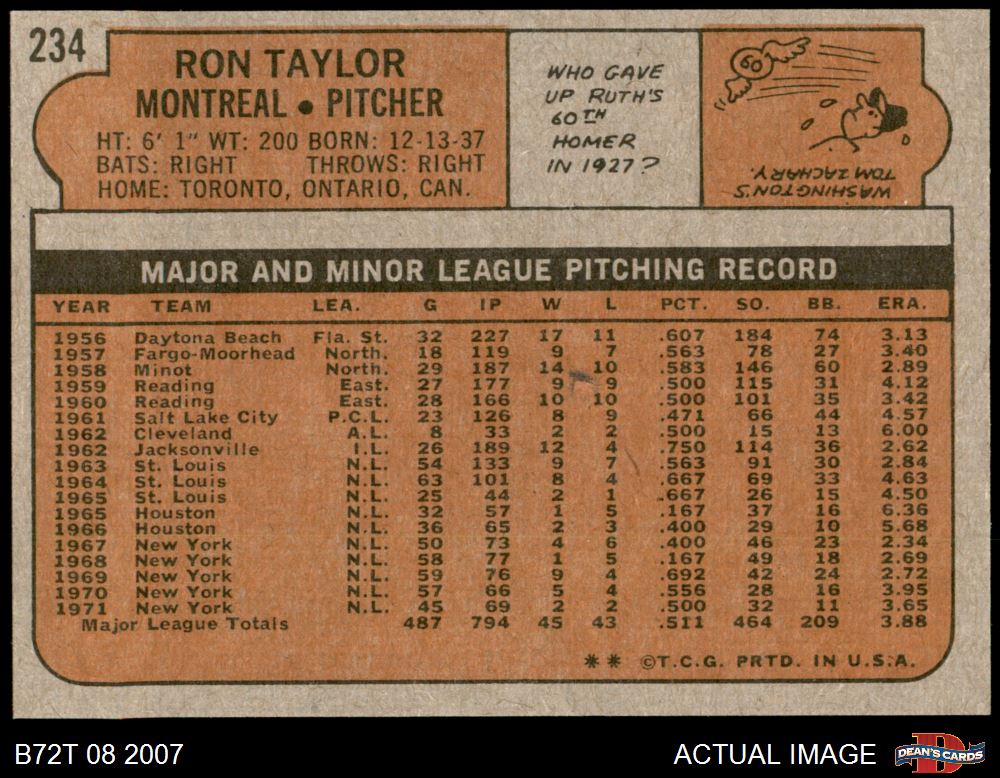 234
RON TAYLOR
MONTREAL • PITCHER
HT: 6' 1" WT: 200 BORN: 12-13-37
BATS: RIGHT THROWS: RIGHT
HOME: TORONTO, ONTARIO, CAN.
WHO GAVE
UP RUTH'S
60TH
HOMER
IN 1927?
60
WASHINGTON'S
TOM ZACHARY.
MAJOR AND MINOR LEAGUE PITCHING RECORD
YEAR TEAM LEA. G IP W L PCT. SO. BB. ERA.
1956 Daytona Beach Fla. St. 32 227 17 11 .607 184 74 3.13
1957 Fargo-Moorhead North. 18 119 9 7 .563 78 27 3.40
1958 Minot North. 29 187 14 10 .583 146 60 2.89
1959 Reading East. 27 177 9 9 .500 115 31 4.12
1960 Reading East. 28 166 10 10 .500 101 35 3.42
1961 Salt Lake City P.C.L. 23 126 8 9 .471 66 44 4.57
1962 Cleveland A.L. 8 33 2 2 .500 15 13 6.00
1962 Jacksonville I.L. 26 189 12 4 .750 114 36 2.62
1963 St. Louis N.L. 54 133 9 7 .563 91 30 2.84
1964 St. Louis N.L. 63 101 8 4 .667 69 33 4.63
1965 St. Louis N.L. 25 44 2 1 .667 26 15 4.50
1965 Houston N.L. 32 57 1 5 .167 37 16 6.36
1966 Houston N.L. 36 65 2 3 .400 29 10 5.68
1967 New York N.L. 50 73 4 6 .400 46 23 2.34
1968 New York N.L. 58 77 1 5 .167 49 18 2.69
1969 New York N.L. 59 76 9 4 .692 42 24 2.72
1970 New York N.L. 57 66 5 4 .556 28 16 3.95
1971 New York N.L. 45 69 2 2 .500 32 11 3.65
Major League Totals 487 794 45 43 .511 464 209 3.88
** ©T.C.G. PRTD. IN U.S.A.
B72T 08 2007
ACTUAL IMAGE
DEAN'S CARDS